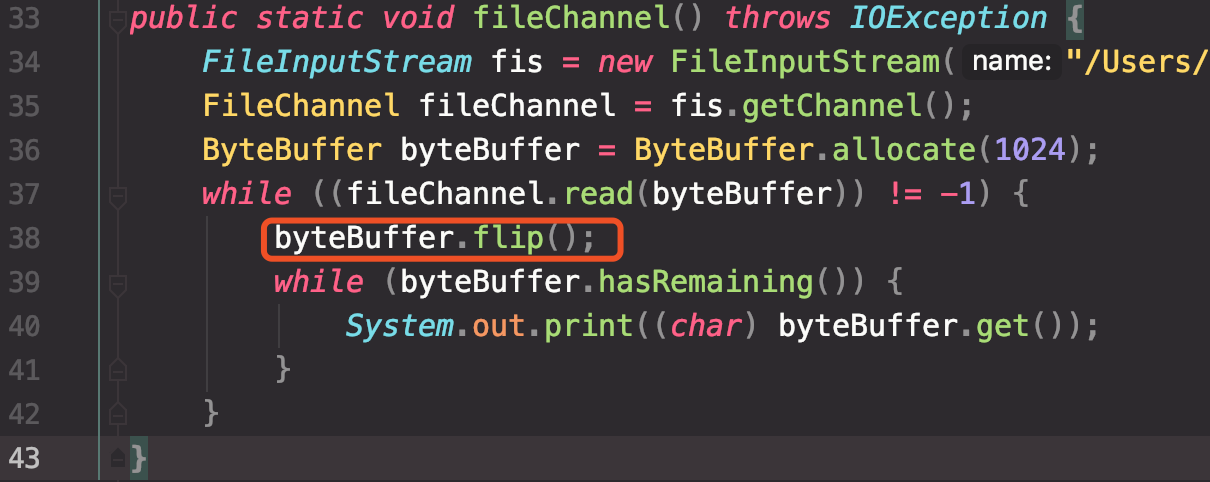 33 public static void fileChannel() throws IOException {
34 FileInputStream fis = new FileInputStream( name: "/Users/
35 FileChannel fileChannel = fis.getChannel();
36 ByteBuffer byteBuffer = ByteBuffer.allocate(1024);
37 while ((fileChannel.read(byteBuffer)) != -1) {
38 byteBuffer.flip();
39 while (byteBuffer.hasRemaining()) {
40 System.out.print((char) byteBuffer.get());
41 }
42 }
43 }